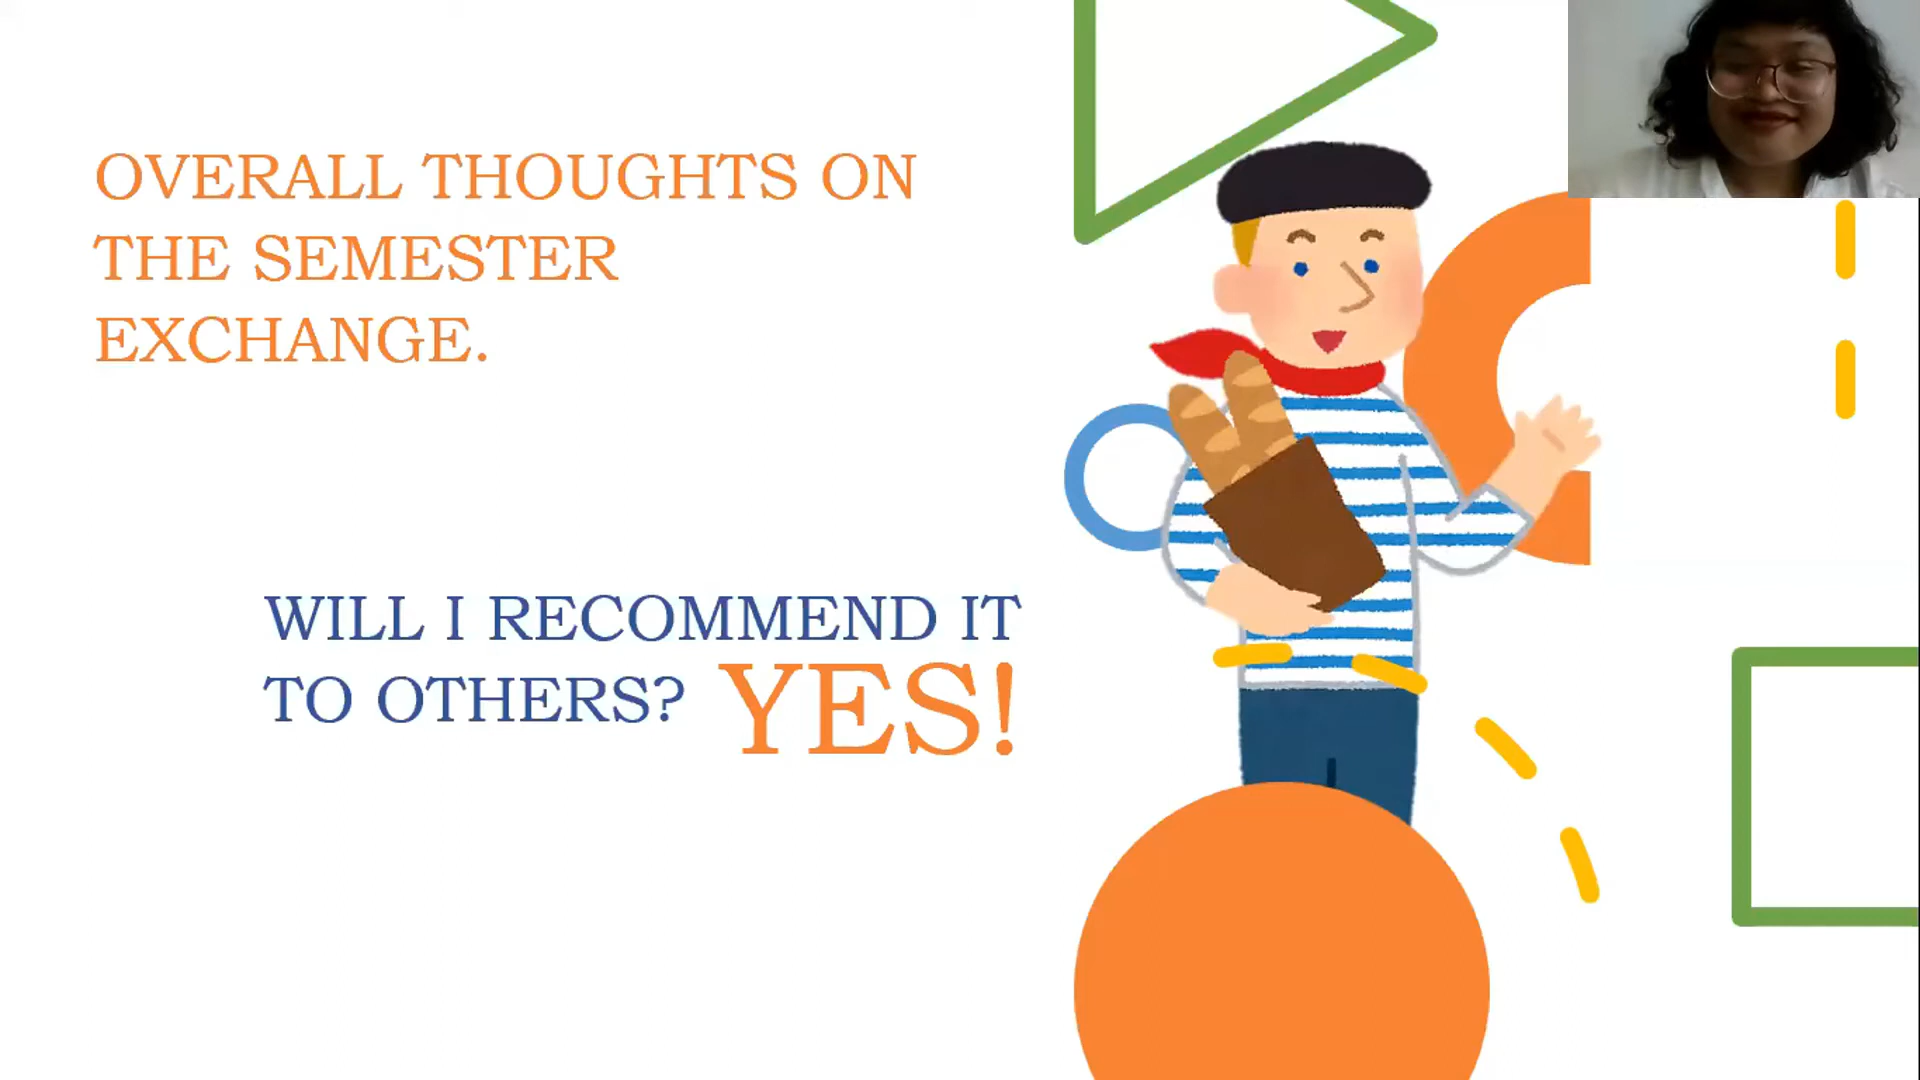 OVERALL THOUGHTS ON
THE SEMESTER
EXCHANGE.
WILL I RECOMMEND IT
TO OTHERS? YES!